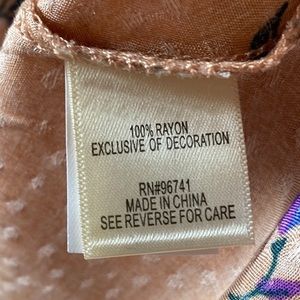 100% RAYON
EXCLUSIVE OF DECORATION
RN#96741
MADE IN CHINA
SEE REVERSE FOR CARE